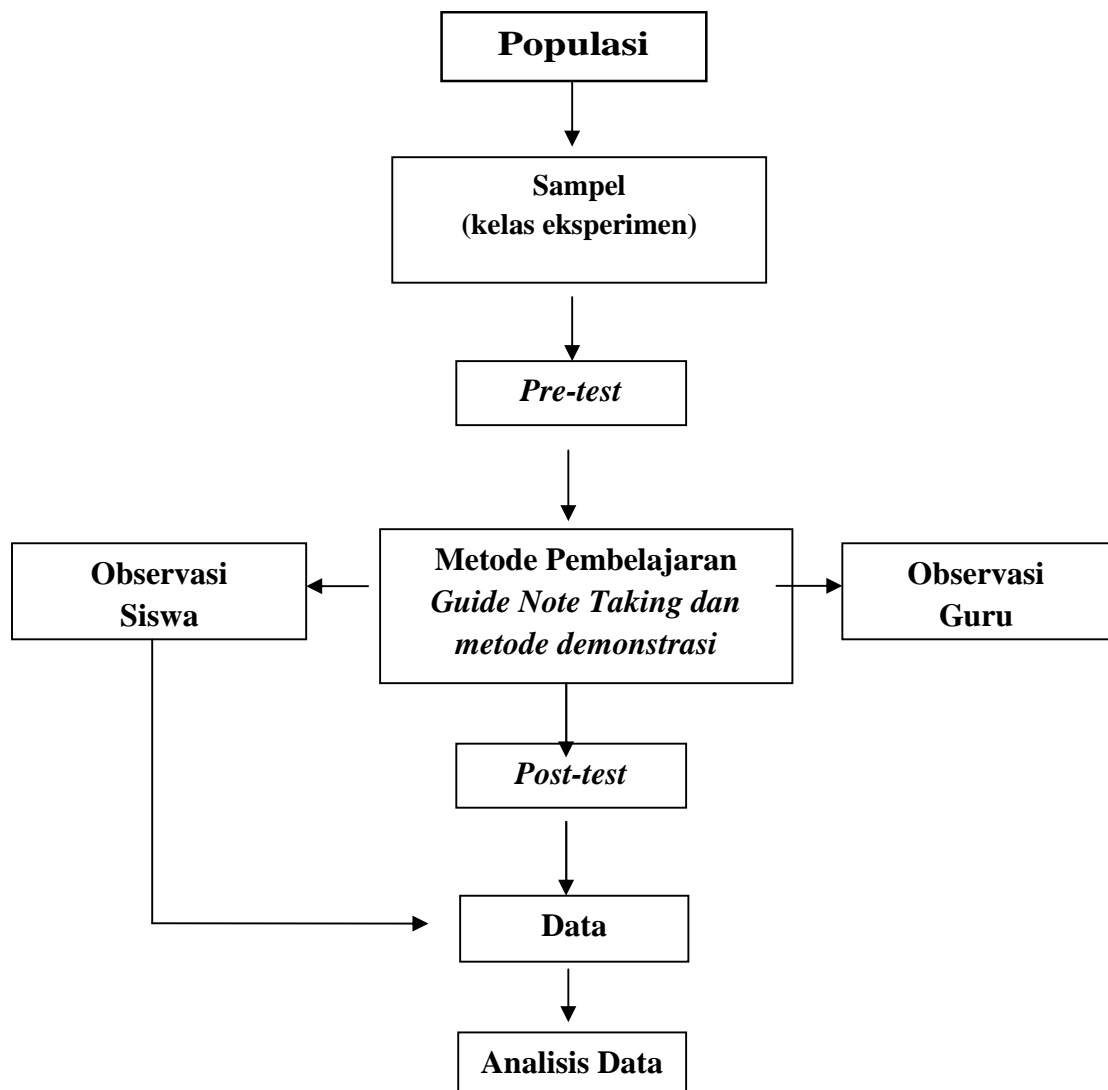 Populasi
Sampel
(kelas eksperimen)
Pre-test
Observasi
Siswa
Metode Pembelajaran
Guide Note Taking dan
metode demonstrasi
Observasi
Guru
Post-test
Data
Analisis Data